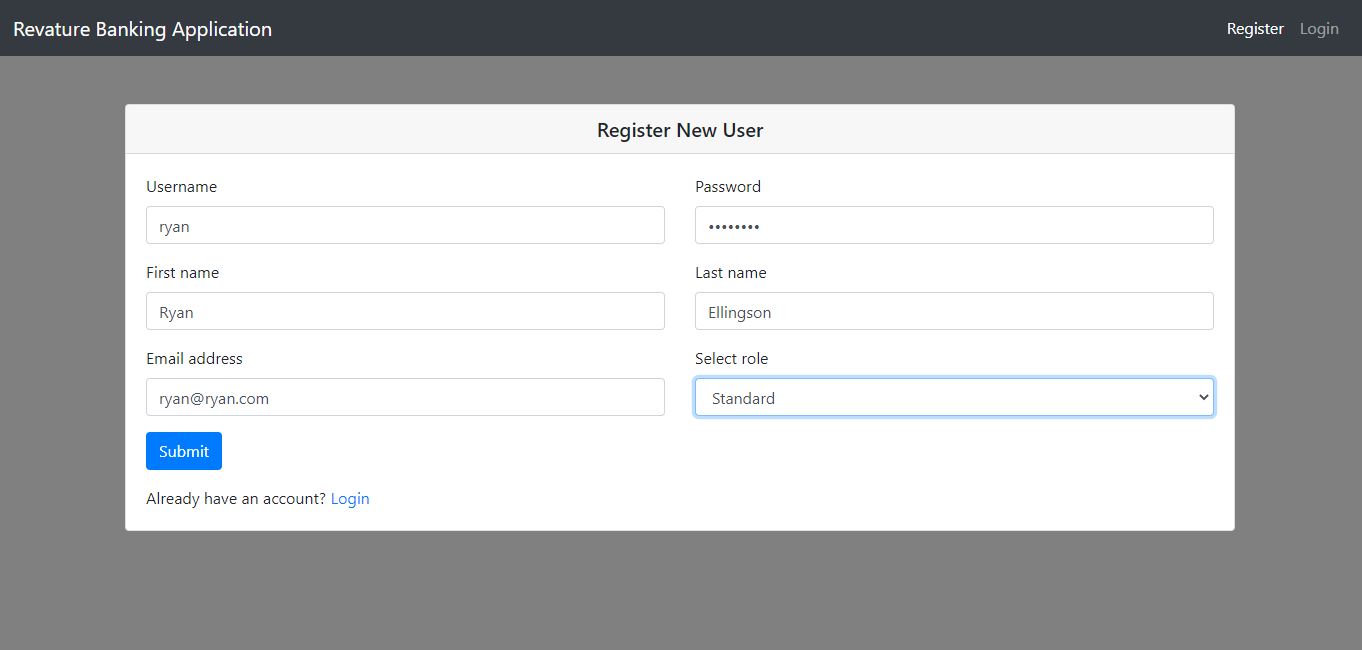 Revature Banking Application
Register Login
Register New User
Username Password
ryan ••••••••
First name Last name
Ryan Ellingson
Email address Select role
ryan@ryan.com Standard
Submit
Already have an account? Login